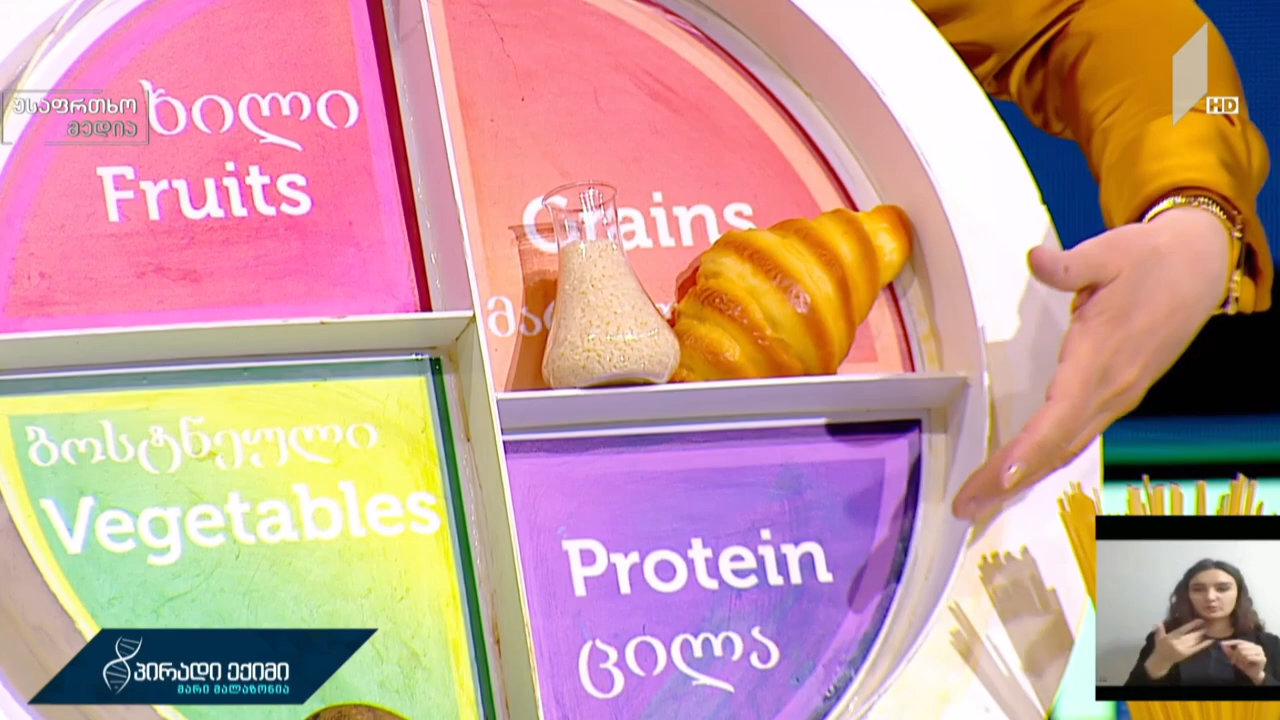 უსაფრთხო
მედია
ხილი
Fruits
Grains
ბოსტნეული
Vegetables
Protein
ცილა
HD
პირადი ექიმი
მარი მალაზონია